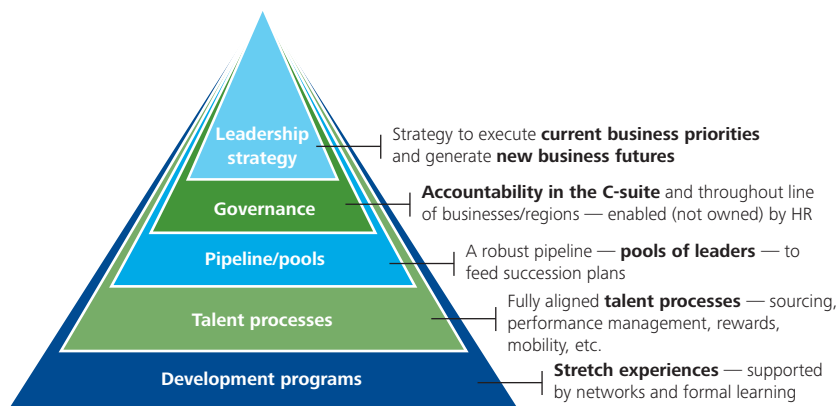 Leadership
strategy
Strategy to execute current business priorities
and generate new business futures
Governance
Accountability in the C-suite and throughout line
of businesses/regions — enabled (not owned) by HR
Pipeline/pools
A robust pipeline — pools of leaders — to
feed succession plans
Talent processes
Fully aligned talent processes — sourcing,
performance management, rewards,
mobility, etc.
Development programs
Stretch experiences — supported
by networks and formal learning